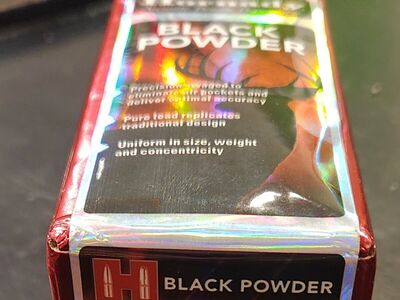 BLACK
POWDER
Precision swaged to
eliminate air pockets and
deliver optimal accuracy
Pure lead replicates
traditional design
Uniform in size, weight
and concentricity
H BLACK POWDER